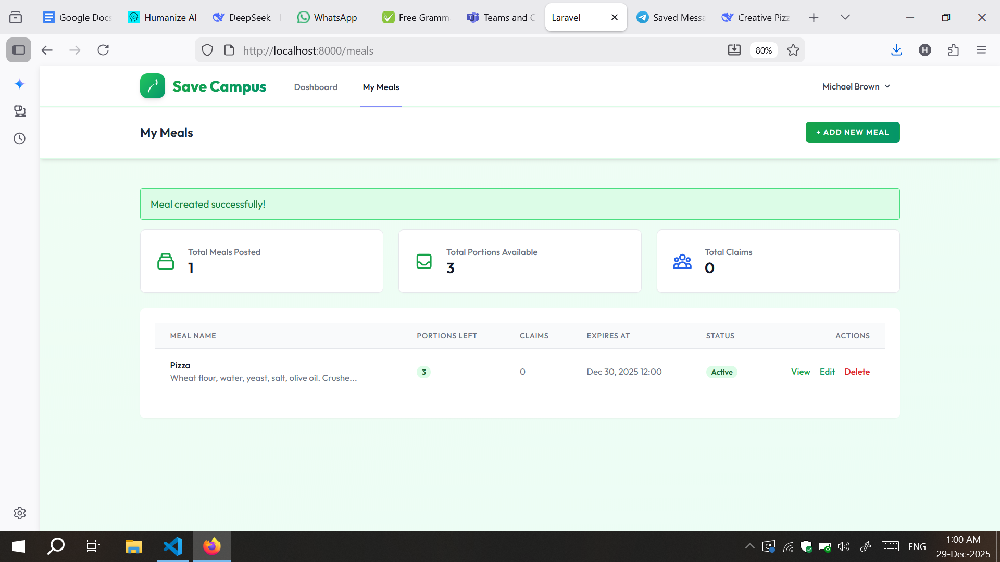 Google Docs
Humanize AI
DeepSeek -
WhatsApp
Free Gramm
Teams and C
Laravel
Saved Messa
Creative Pizz
http://localhost:8000/meals
80%
H
Save Campus
Dashboard
My Meals
Michael Brown
My Meals
+ ADD NEW MEAL
Meal created successfully!
Total Meals Posted
1
Total Portions Available
3
Total Claims
0
MEAL NAME PORTIONS LEFT CLAIMS EXPIRES AT STATUS ACTIONS
Pizza
Wheat flour, water, yeast, salt, olive oil. Crushe...
3 0 Dec 30, 2025 12:00 Active View Edit Delete
ENG
1:00 AM
29-Dec-2025